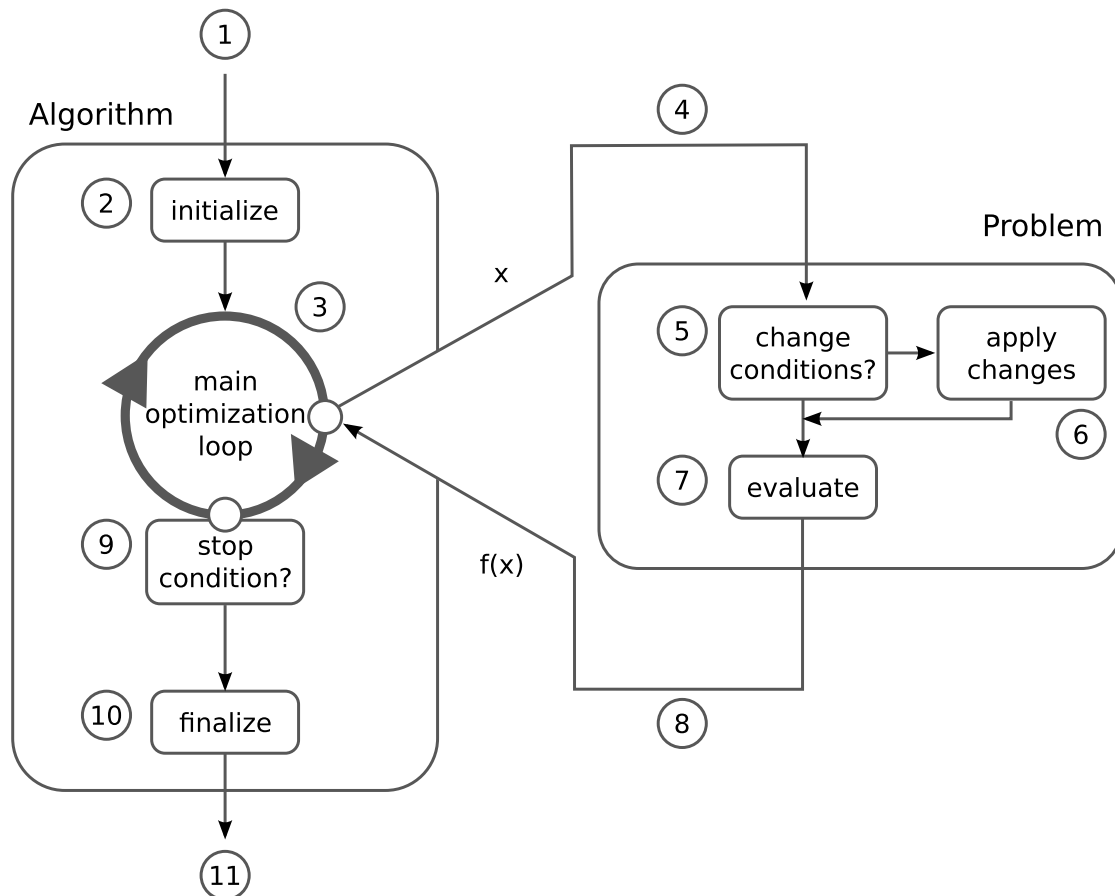 1
Algorithm
2
initialize
3
main
optimization
loop
x
4
Problem
5
change
conditions?
apply
changes
6
7
evaluate
f(x)
8
9
stop
condition?
10
finalize
11